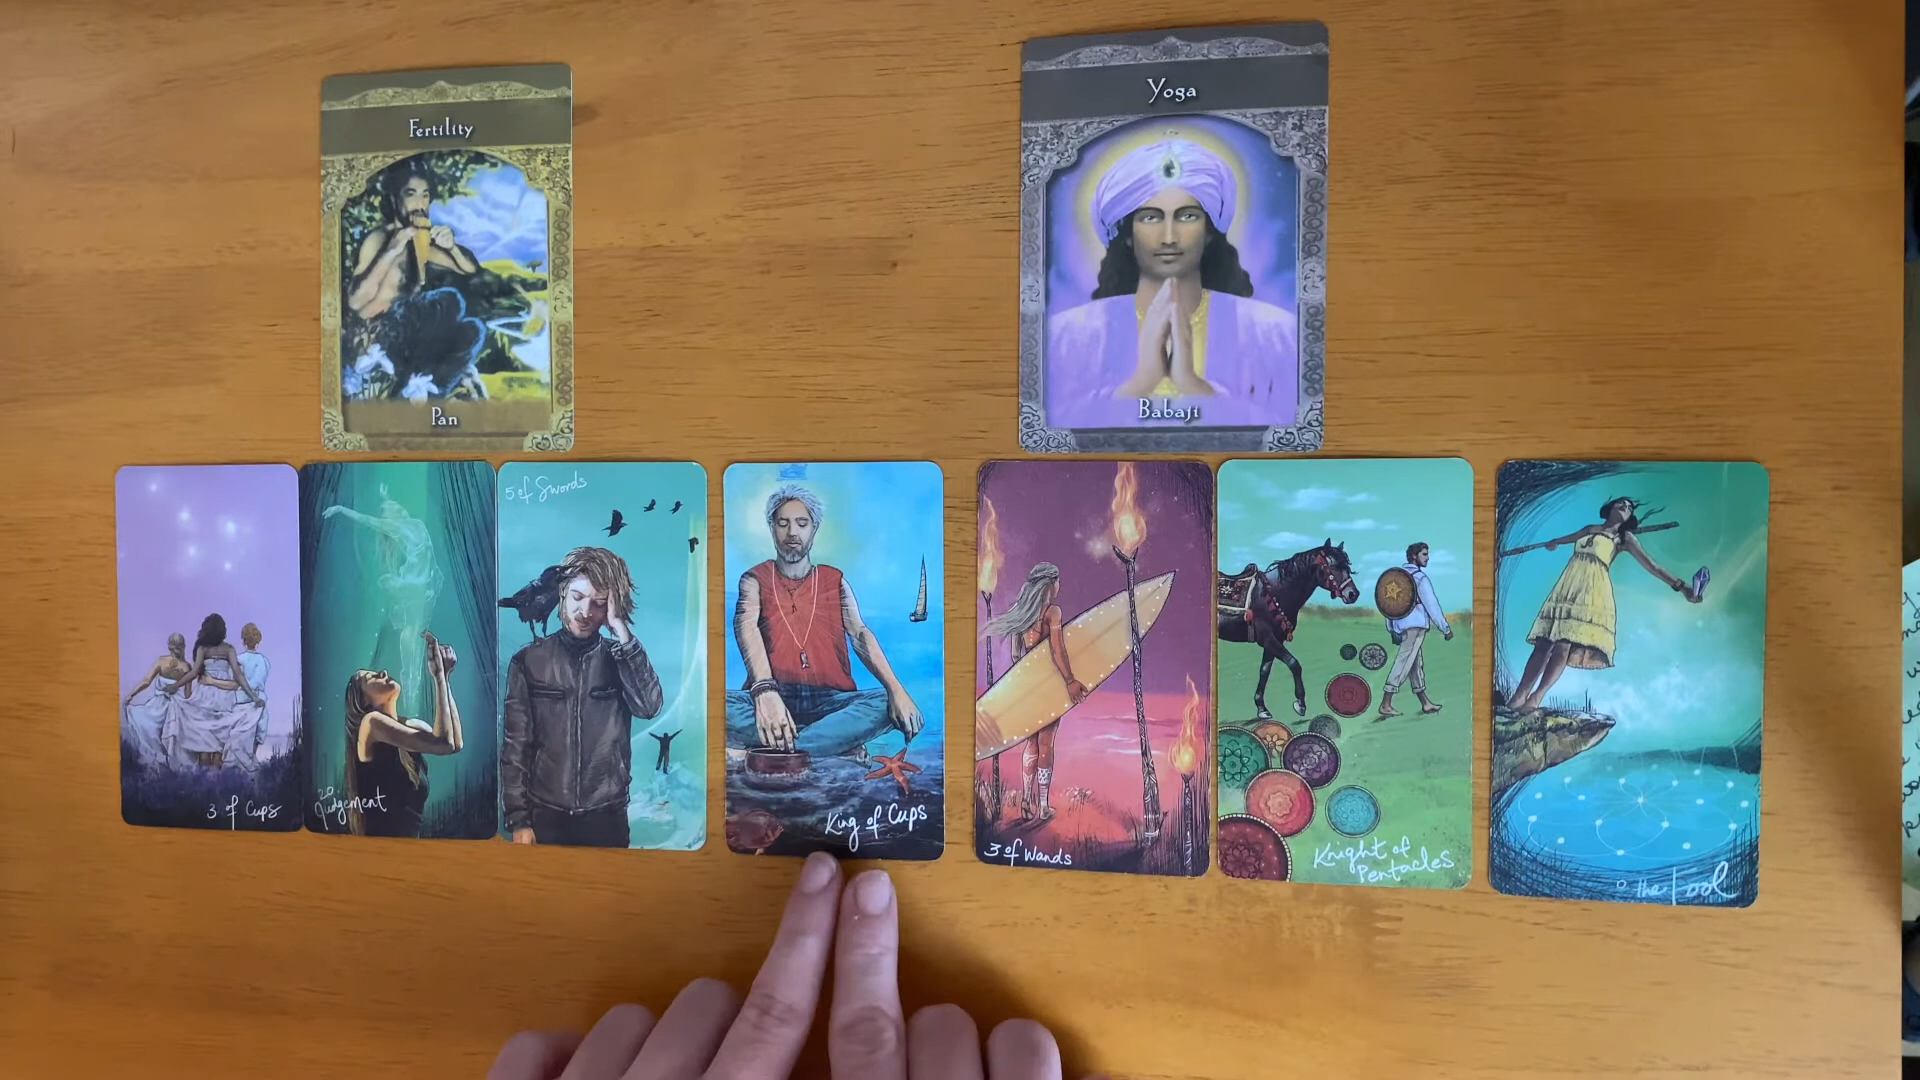 Fertility
Pan
Yoga
Babaji
3 of Cups
20.
Judgement
5 of Swords
King of Cups
3 of Wands
Knight of
Pentacles
0 the Fool